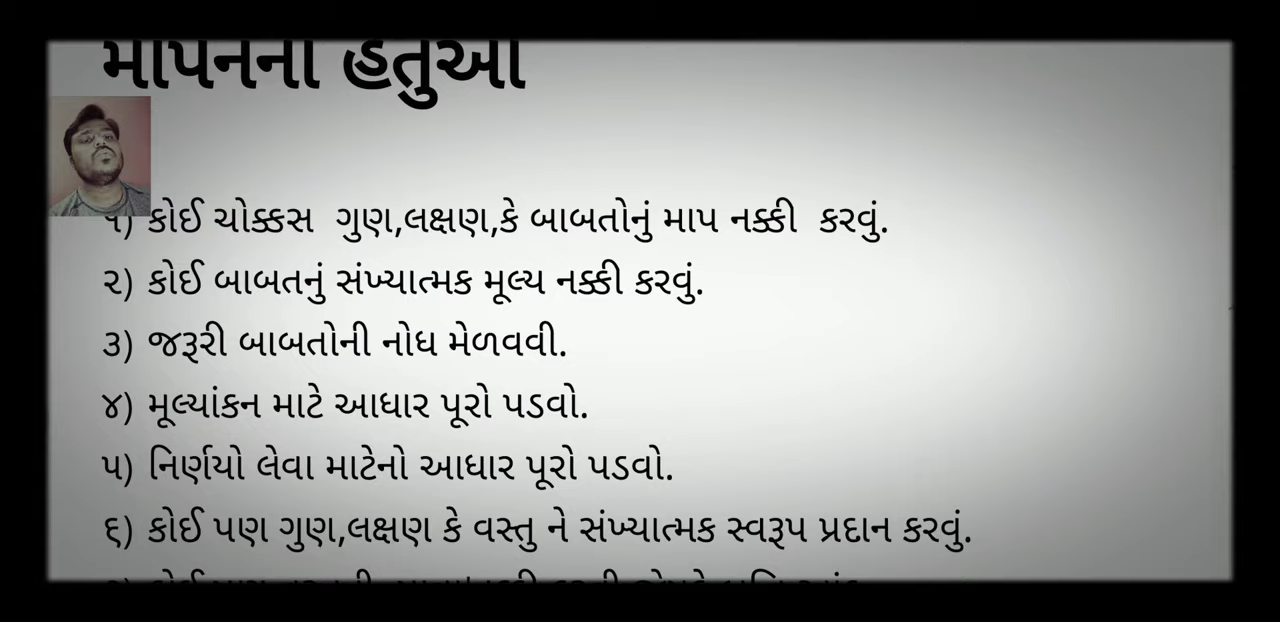 માપનના હેતુઓ
૧) કોઈ ચોક્કસ ગુણ,લક્ષણ,કે બાબતોનું માપ નક્કી કરવું.
૨) કોઈ બાબતનું સંખ્યાત્મક મૂલ્ય નક્કી કરવું.
૩) જરૂરી બાબતોની નોધ મેળવવી.
૪) મૂલ્યાંકન માટે આધાર પૂરો પડવો.
૫) નિર્ણયો લેવા માટેનો આધાર પૂરો પડવો.
૬) કોઈ પણ ગુણ,લક્ષણ કે વસ્તુ ને સંખ્યાત્મક સ્વરૂપ પ્રદાન કરવું.